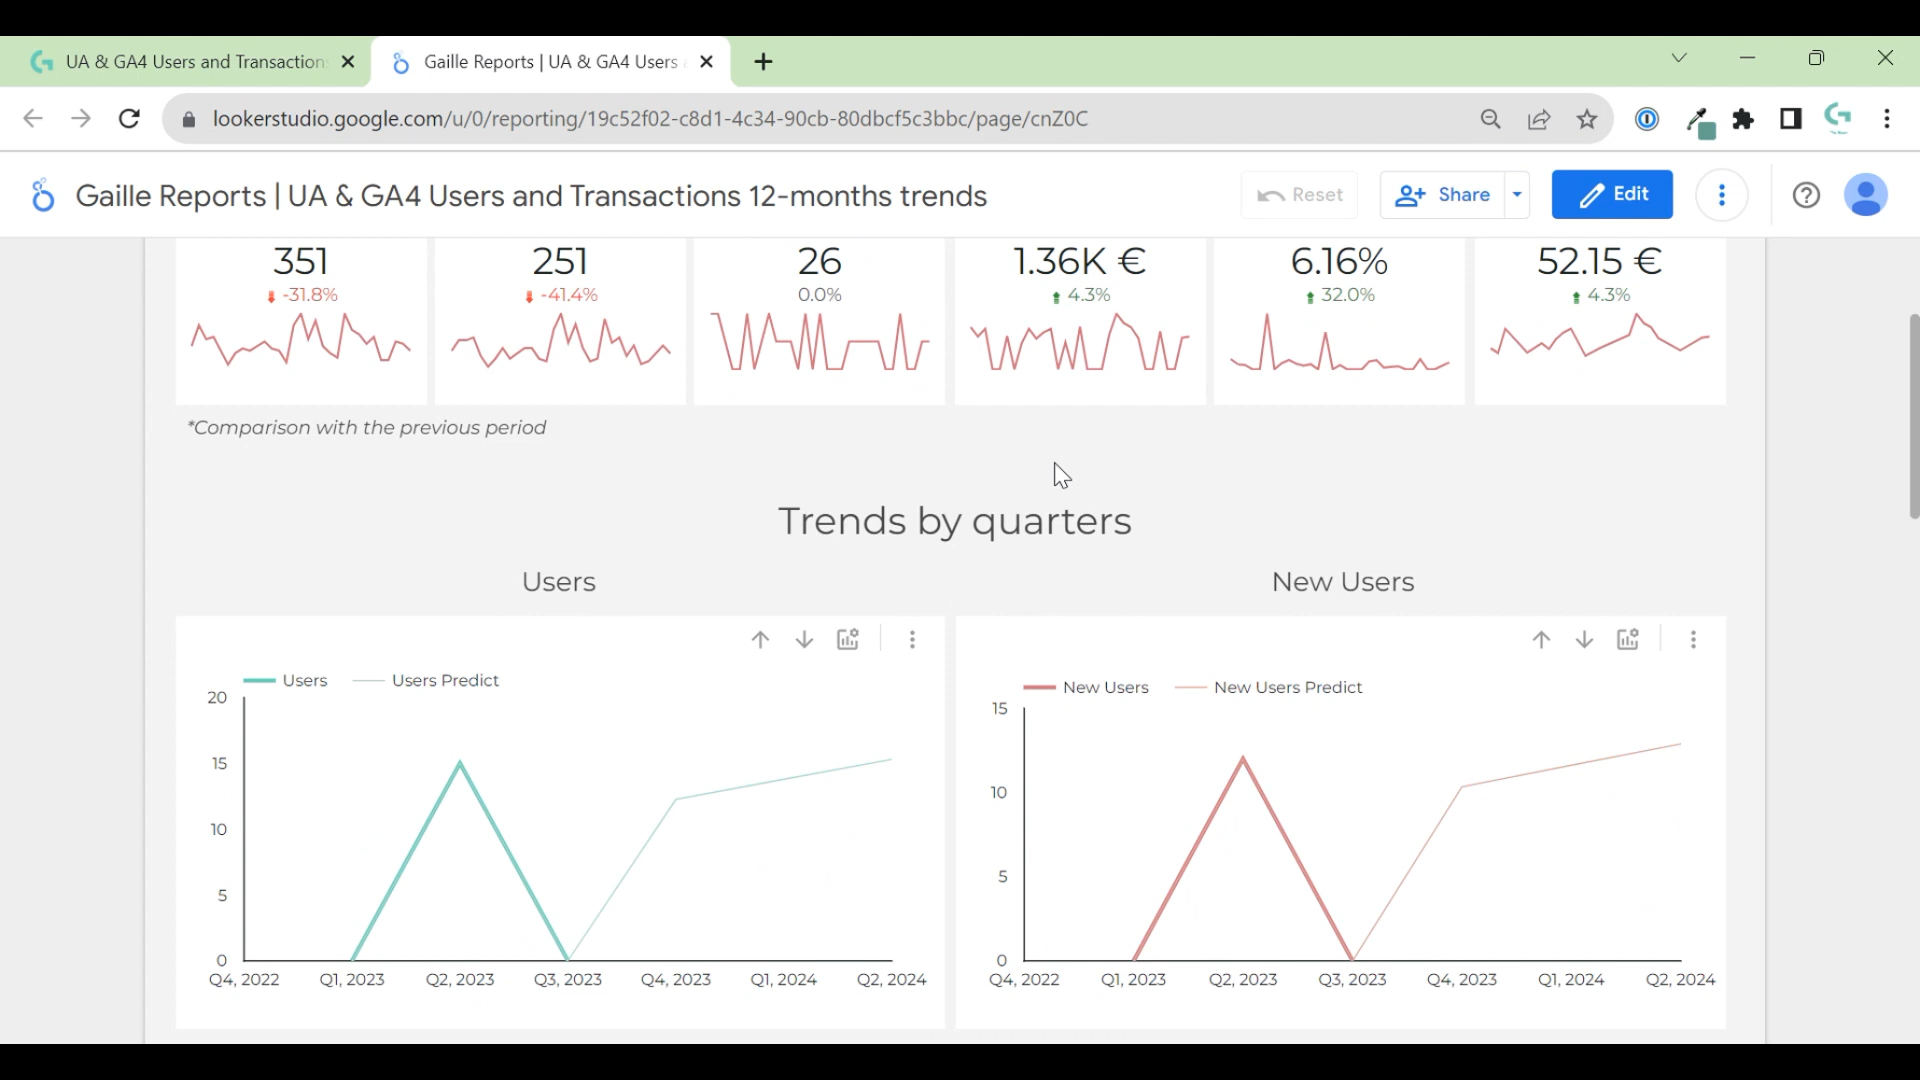 UA & GA4 Users and Transaction
Gaille Reports | UA & GA4 Users
lookerstudio.google.com/u/0/reporting/19c52f02-c8d1-4c34-90cb-80dbcf5c3bbc/page/cnZ0C
Gaille Reports | UA & GA4 Users and Transactions 12-months trends
Reset
Share
Edit
351 251 26 1.36K € 6.16% 52.15 €
-31.8% -41.4% 0.0% 4.3% 32.0% 4.3%
*Comparison with the previous period
Trends by quarters
Users
New Users
Users Users Predict
20
15
10
5
0
Q4, 2022 Q1, 2023 Q2, 2023 Q3, 2023 Q4, 2023 Q1, 2024 Q2, 2024
New Users New Users Predict
15
10
5
0
Q4, 2022 Q1, 2023 Q2, 2023 Q3, 2023 Q4, 2023 Q1, 2024 Q2, 2024